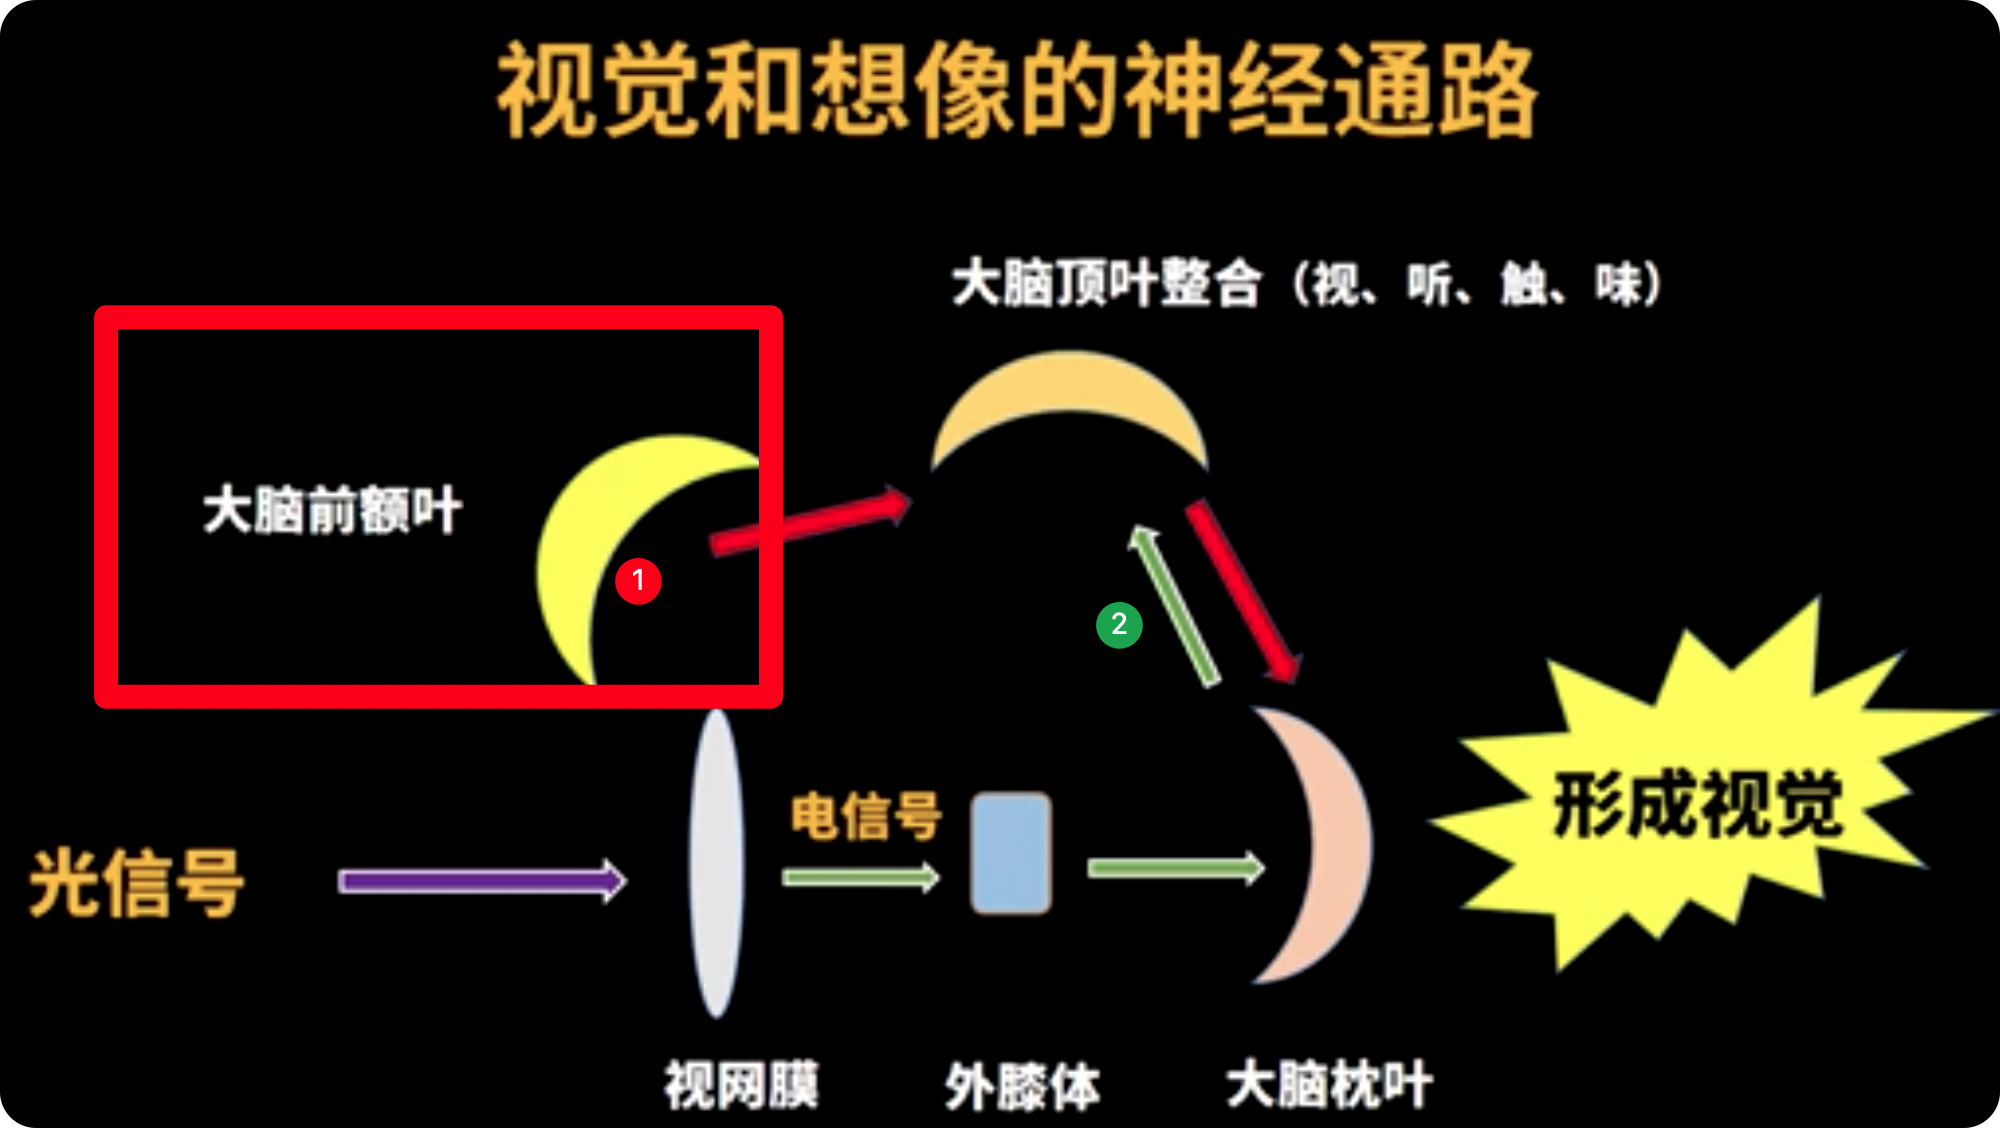 视觉和想像的神经通路
大脑顶叶整合（视、听、触、味）
大脑前额叶
1
2
形成视觉
电信号
光信号
视网膜
外膝体
大脑枕叶